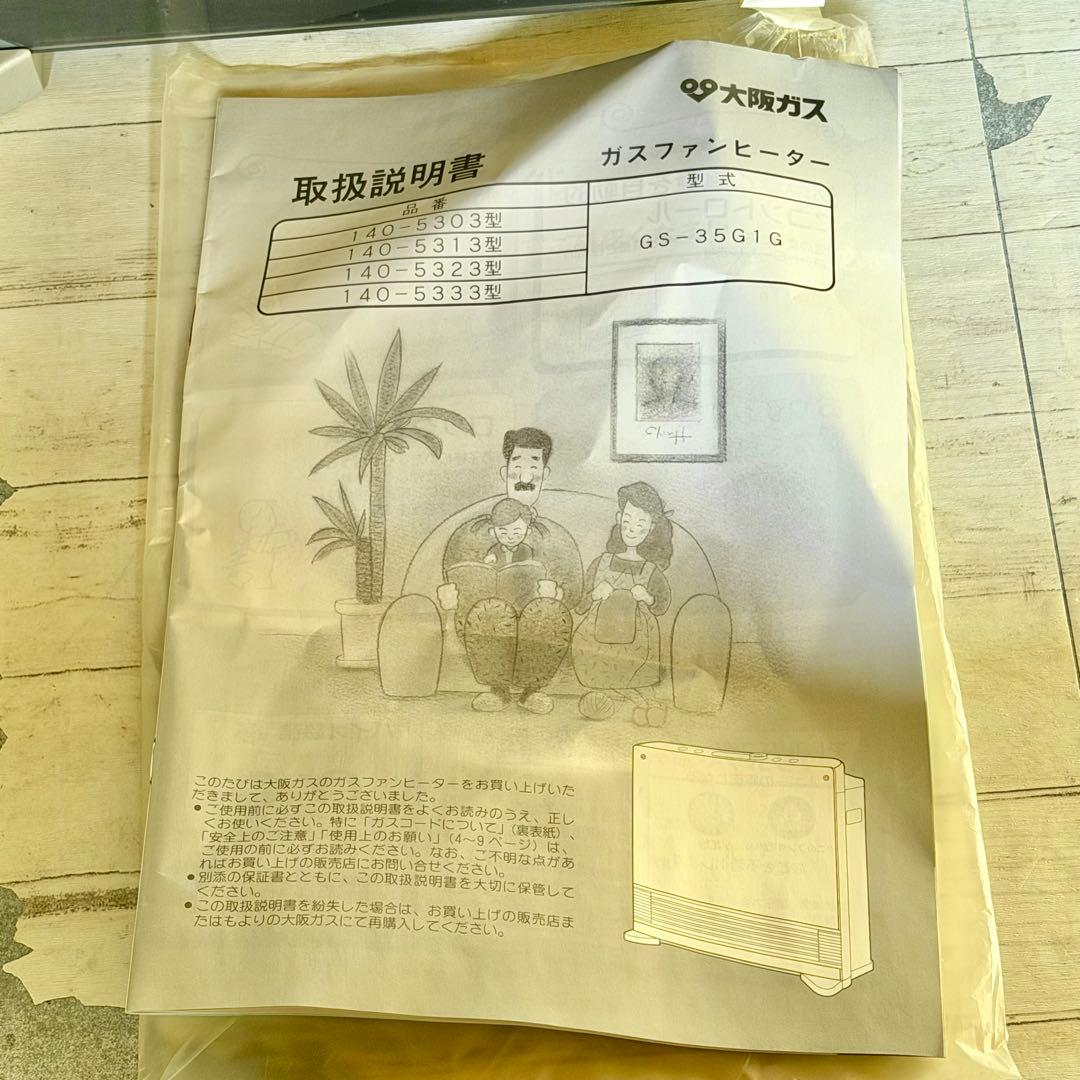 大阪ガス
取扱説明書
ガスファンヒーター
品番
型式
140-5303型
140-5313型
140-5323型
140-5333型
GS-35G1G
このたびは大阪ガスのガスファンヒーターをお買い上げいた
だきまして、ありがとうございました。
●ご使用前に必ずこの取扱説明書をよくお読みのうえ、正し
くお使いください。特に「ガスコードについて」(裏表紙)、
「安全上のご注意」「使用上のお願い」(4〜9ページ)は、
ご使用の前に必ずお読みください。なお、ご不明な点があ
ればお買い上げの販売店にお問い合せください。
●別添の保証書とともに、この取扱説明書を大切に保管して
ください。
●この取扱説明書を紛失した場合は、お買い上げの販売店ま
たはもよりの大阪ガスにて再購入してください。